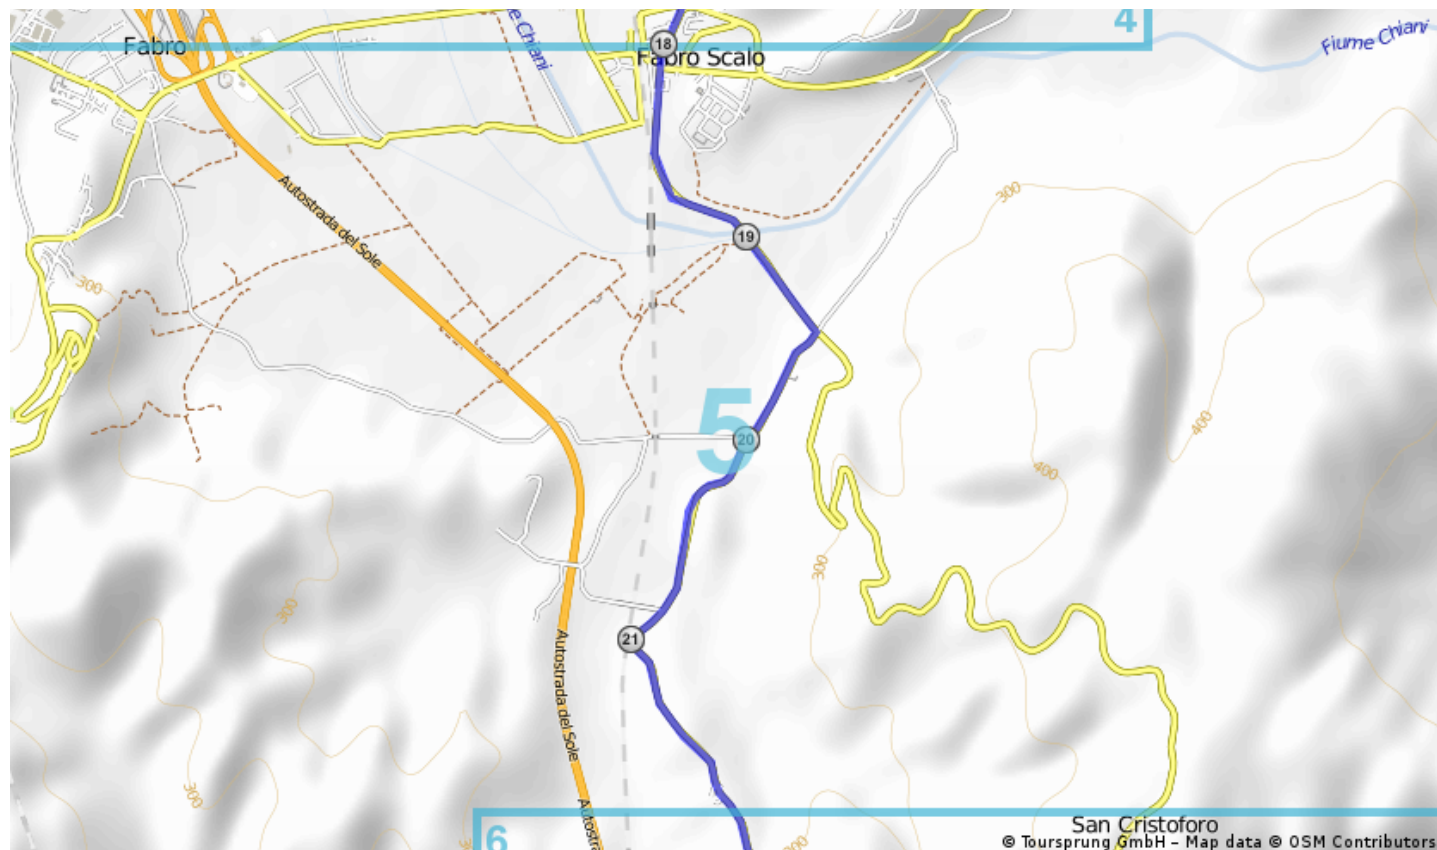 4
Fiume Chiani
e Chiani
Fabro
18
Fabro Scalo
Autostrada del Sole
300
19
300
5
20
400
400
300
300
21
Autostrada del Sole
300
Autostra
6
San Cristoforo
© Toursprung GmbH – Map data © OSM Contributors